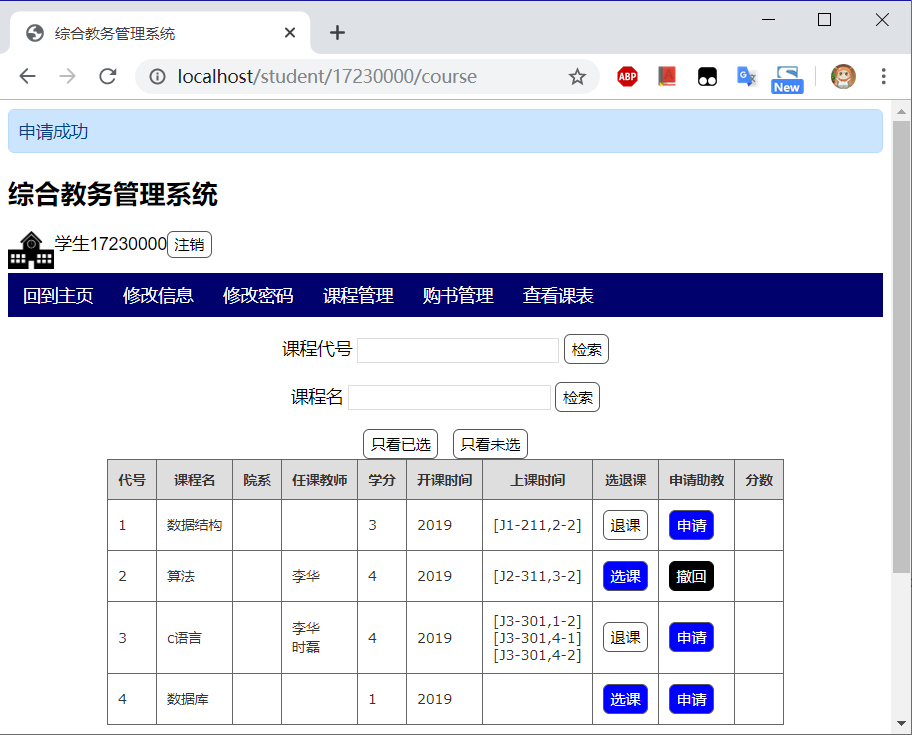 综合教务管理系统
localhost/student/17230000/course
ABP
New
申请成功
综合教务管理系统
学生17230000 注销
回到主页 修改信息 修改密码 课程管理 购书管理 查看课表
课程代号 检索
课程名 检索
只看已选 只看未选
代号 课程名 院系 任课教师 学分 开课时间 上课时间 选退课 申请助教 分数
1 数据结构 3 2019 [J1-211,2-2] 退课 申请
2 算法 李华 4 2019 [J2-311,3-2] 选课 撤回
3 c语言 李华 时磊 4 2019 [J3-301,1-2] [J3-301,4-1] [J3-301,4-2] 退课 申请
4 数据库 1 2019 选课 申请